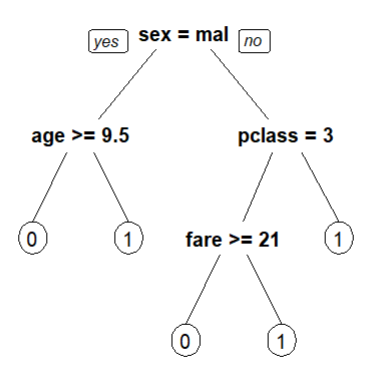 yes sex = mal no
age >= 9.5 pclass = 3
0 1 fare >= 21 1
0 1